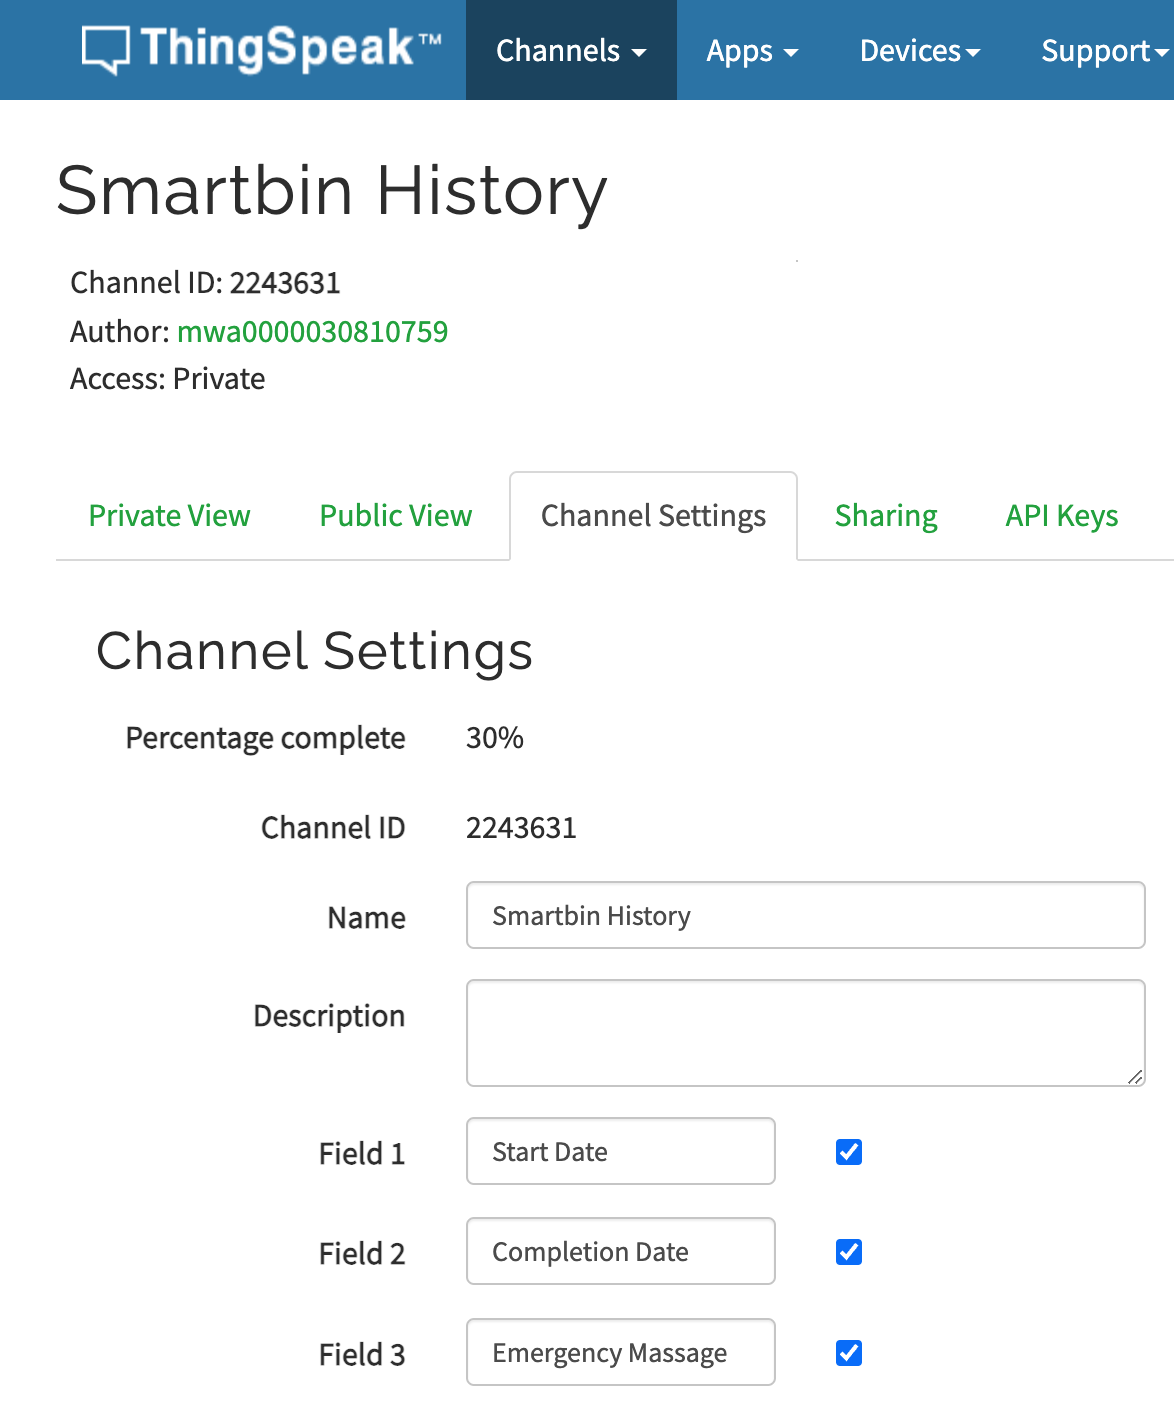 ThingSpeak™ Channels Apps Devices Support
Smartbin History
Channel ID: 2243631
Author: mwa0000030810759
Access: Private
Private View Public View Channel Settings Sharing API Keys
Channel Settings
Percentage complete 30%
Channel ID 2243631
Name Smartbin History
Description
Field 1 Start Date
Field 2 Completion Date
Field 3 Emergency Massage